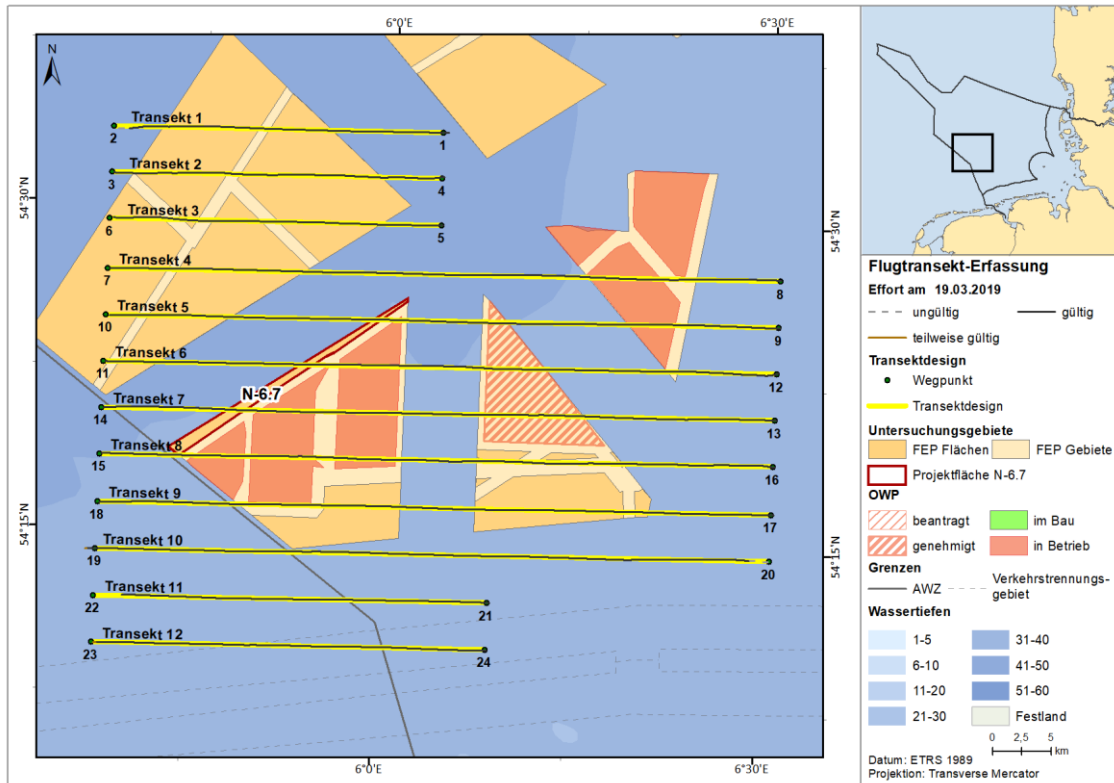 6°0'E
6°30'E
N
Transekt 1
2
1
Transekt 2
3
4
54°30'N
Transekt 3
6
5
54°30'N
Transekt 4
7
8
Transekt 5
10
9
Transekt 6
11
12
N-6.7
Transekt 7
14
13
Transekt 8
15
16
Transekt 9
18
17
54°15'N
Transekt 10
19
20
54°15'N
Transekt 11
22
21
Transekt 12
23
24
6°0'E
6°30'E
Flugtransekt-Erfassung
Effort am 19.03.2019
ungültig
gültig
teilweise gültig
Transektdesign
Wegpunkt
Transektdesign
Untersuchungsgebiete
FEP Flächen
FEP Gebiete
Projektfläche N-6.7
OWP
beantragt
im Bau
genehmigt
in Betrieb
Grenzen
AWZ
Verkehrstrennungs-
gebiet
Wassertiefen
1-5
31-40
6-10
41-50
11-20
51-60
21-30
Festland
0 2,5 5
km
Datum: ETRS 1989
Projektion: Transverse Mercator